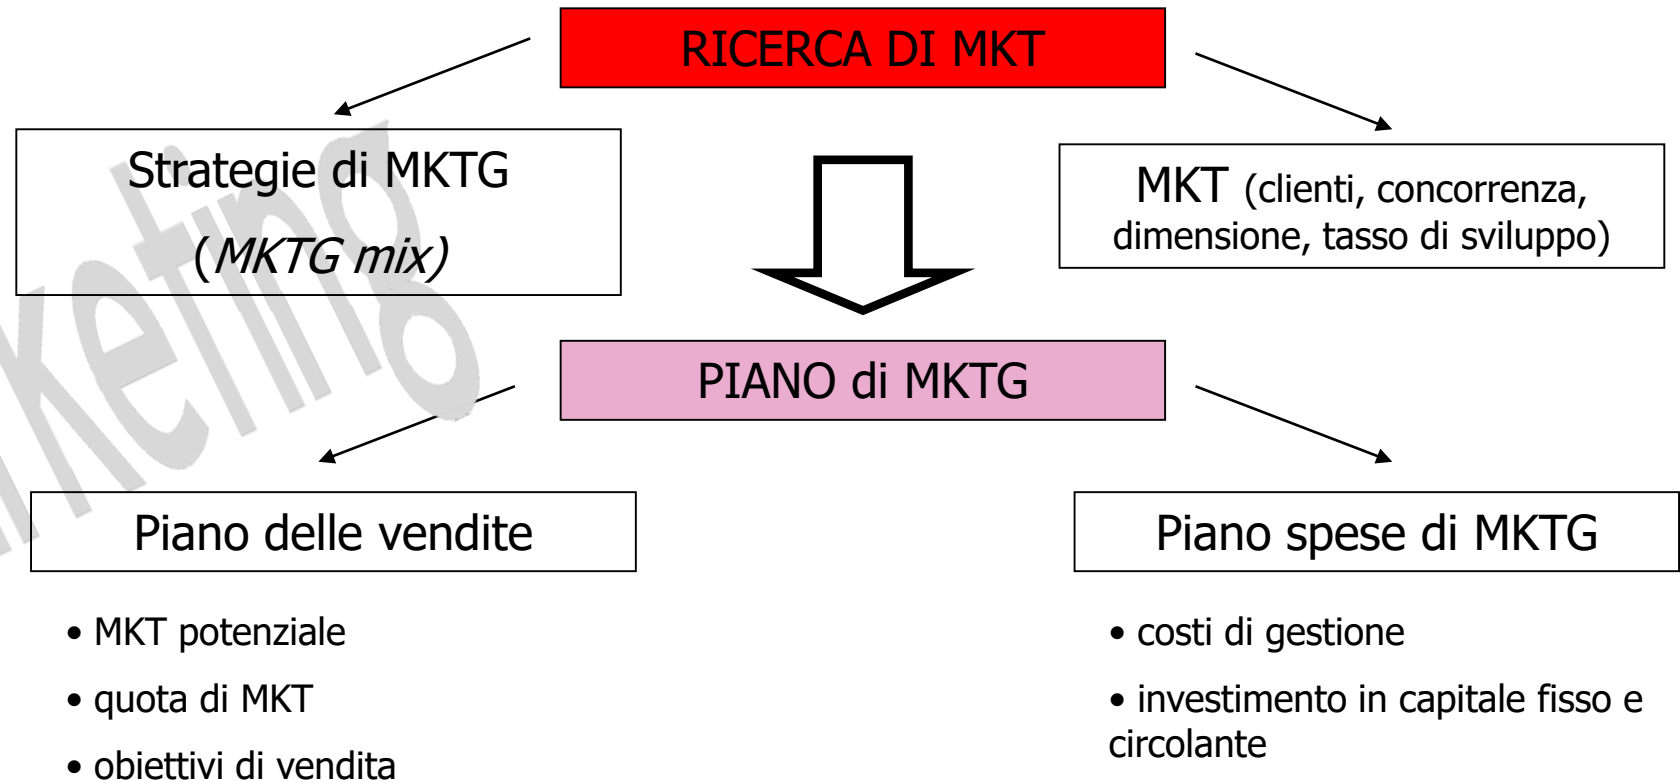 RICERCA DI MKT
Strategie di MKTG
(MKTG mix)
MKT (clienti, concorrenza,
dimensione, tasso di sviluppo)
PIANO di MKTG
Piano delle vendite
Piano spese di MKTG
• MKT potenziale
• quota di MKT
• obiettivi di vendita
• costi di gestione
• investimento in capitale fisso e
circolante
keting